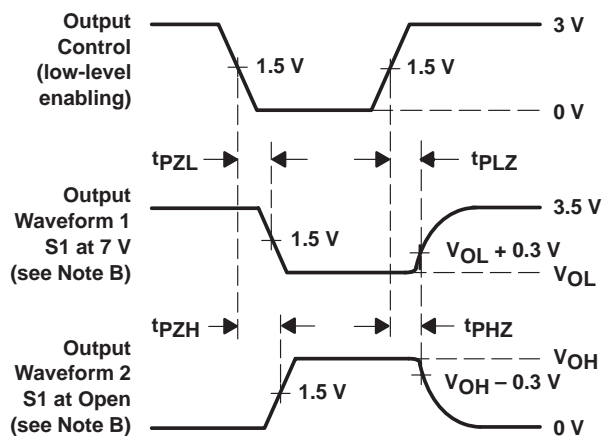 Output
Control
(low-level
enabling)
1.5 V
1.5 V
3 V
0 V
tPZL
tPLZ
Output
Waveform 1
S1 at 7 V
(see Note B)
1.5 V
3.5 V
VOL + 0.3 V
VOL
tPZH
tPHZ
Output
Waveform 2
S1 at Open
(see Note B)
1.5 V
VOH
VOH − 0.3 V
0 V